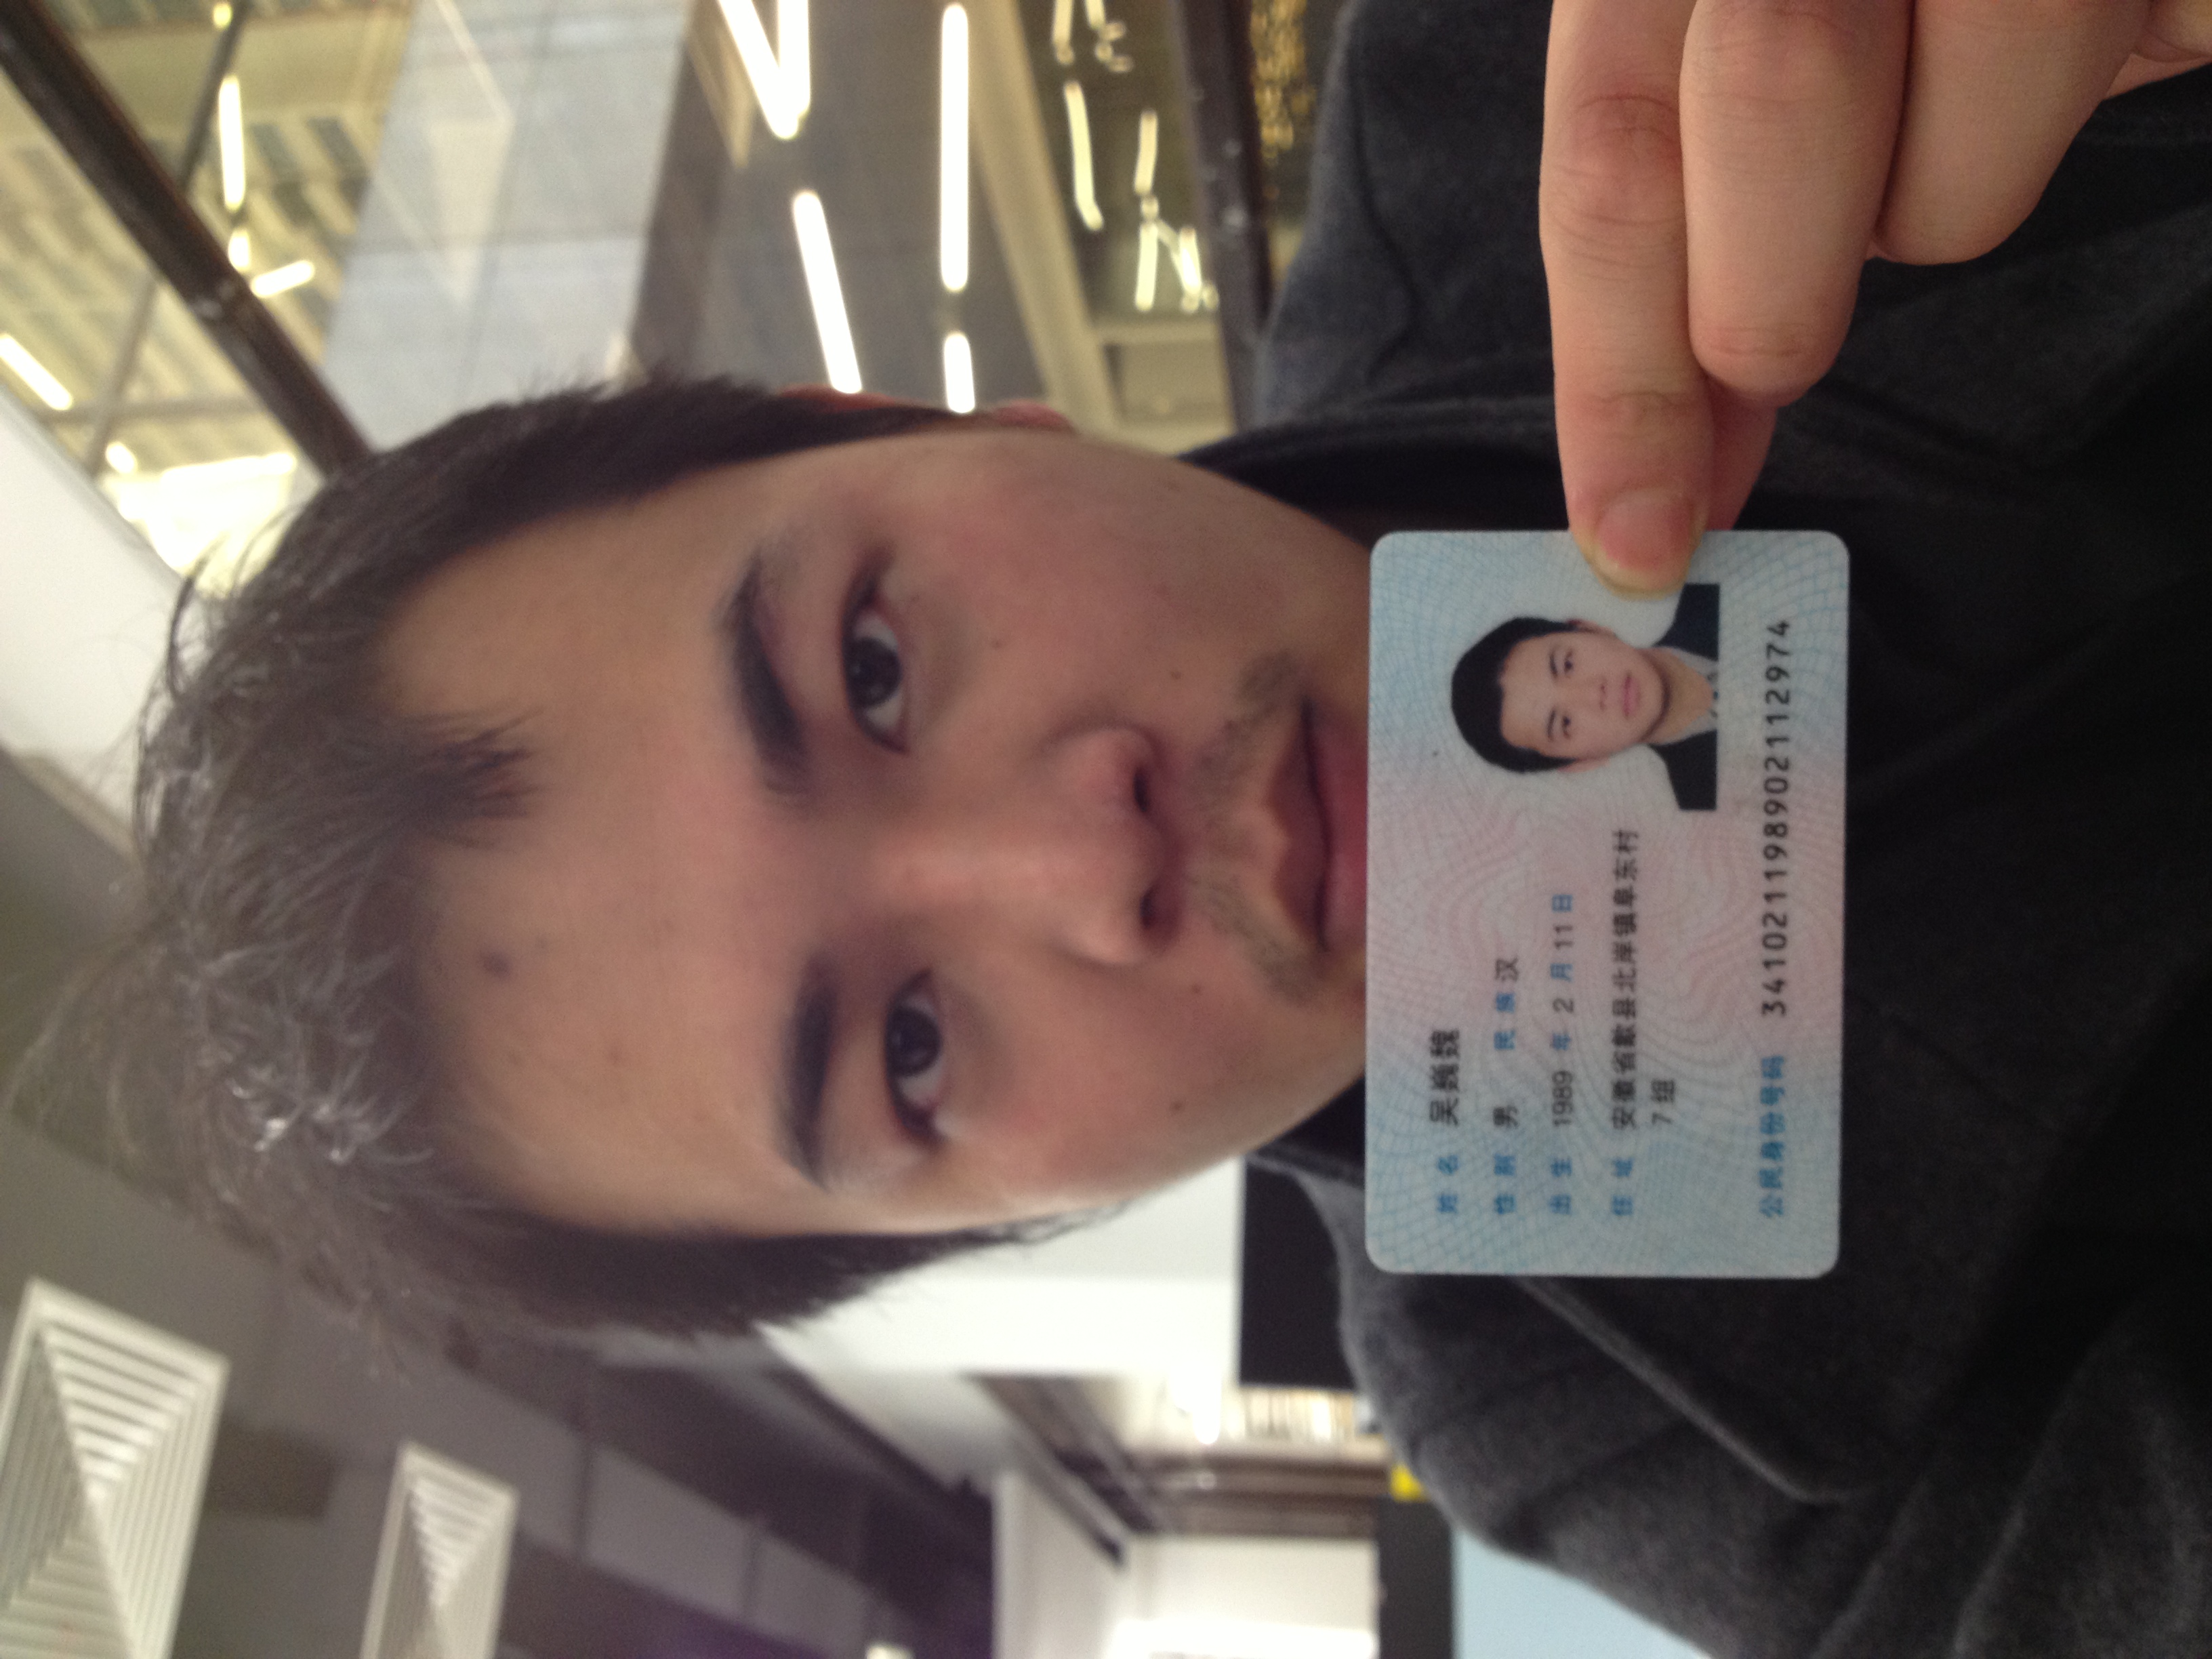 姓名 吴巍魏
性别 男 民族 汉
出生 1989 年 2 月 11 日
住址 安徽省歙县北岸镇阜东村
7 组
公民身份号码 341021198902112974